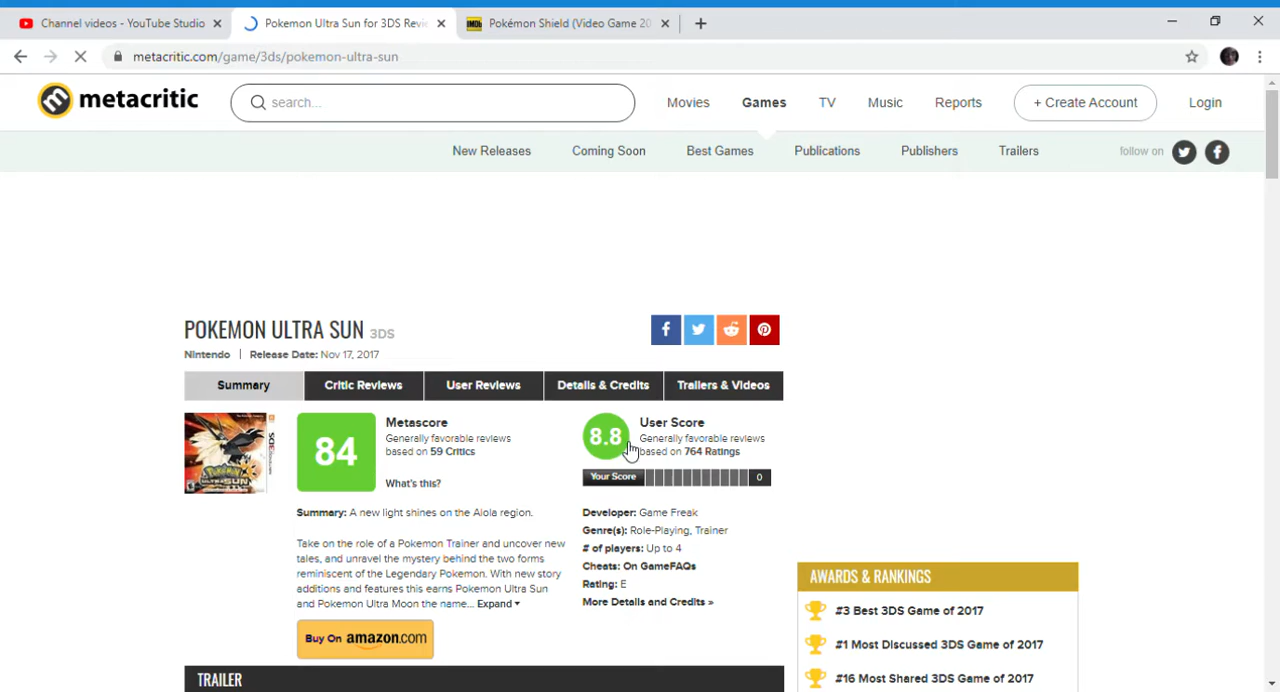 Channel videos - YouTube Studio
Pokemon Ultra Sun for 3DS Revie
IMDb Pokémon Shield (Video Game 20
metacritic.com/game/3ds/pokemon-ultra-sun
metacritic
search...
Movies Games TV Music Reports + Create Account Login
New Releases Coming Soon Best Games Publications Publishers Trailers follow on
POKEMON ULTRA SUN 3DS
Nintendo | Release Date: Nov 17, 2017
Summary Critic Reviews User Reviews Details & Credits Trailers & Videos
84
Metascore
Generally favorable reviews
based on 59 Critics
What's this?
8.8
User Score
Generally favorable reviews
based on 764 Ratings
Your Score 0
Summary: A new light shines on the Alola region.
Take on the role of a Pokemon Trainer and uncover new
tales, and unravel the mystery behind the two forms
reminiscent of the Legendary Pokemon. With new story
additions and features this earns Pokemon Ultra Sun
and Pokemon Ultra Moon the name... Expand
Buy On amazon.com
Developer: Game Freak
Genre(s): Role-Playing, Trainer
# of players: Up to 4
Cheats: On GameFAQs
Rating: E
More Details and Credits »
AWARDS & RANKINGS
#3 Best 3DS Game of 2017
#1 Most Discussed 3DS Game of 2017
#16 Most Shared 3DS Game of 2017
TRAILER